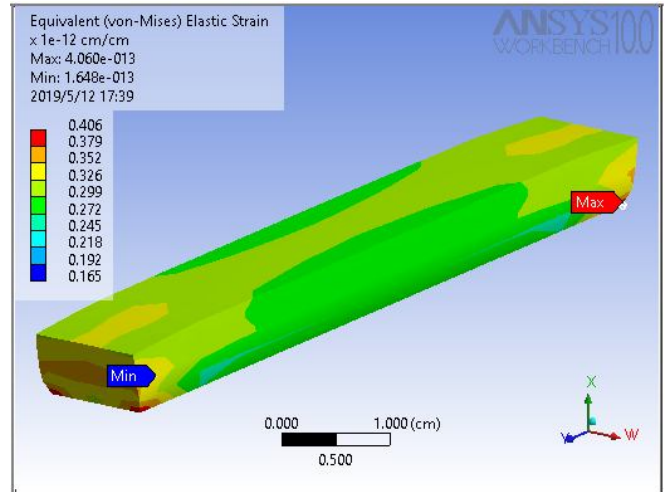 Equivalent (von-Mises) Elastic Strain
x 1e-12 cm/cm
Max: 4.060e-013
Min: 1.648e-013
2019/5/12 17:39
ANSYS 10.0
WORKBENCH
0.406
0.379
0.352
0.326
0.299
0.272
0.245
0.218
0.192
0.165
Max
Min
0.000 1.000 (cm)
0.500
X
Y W